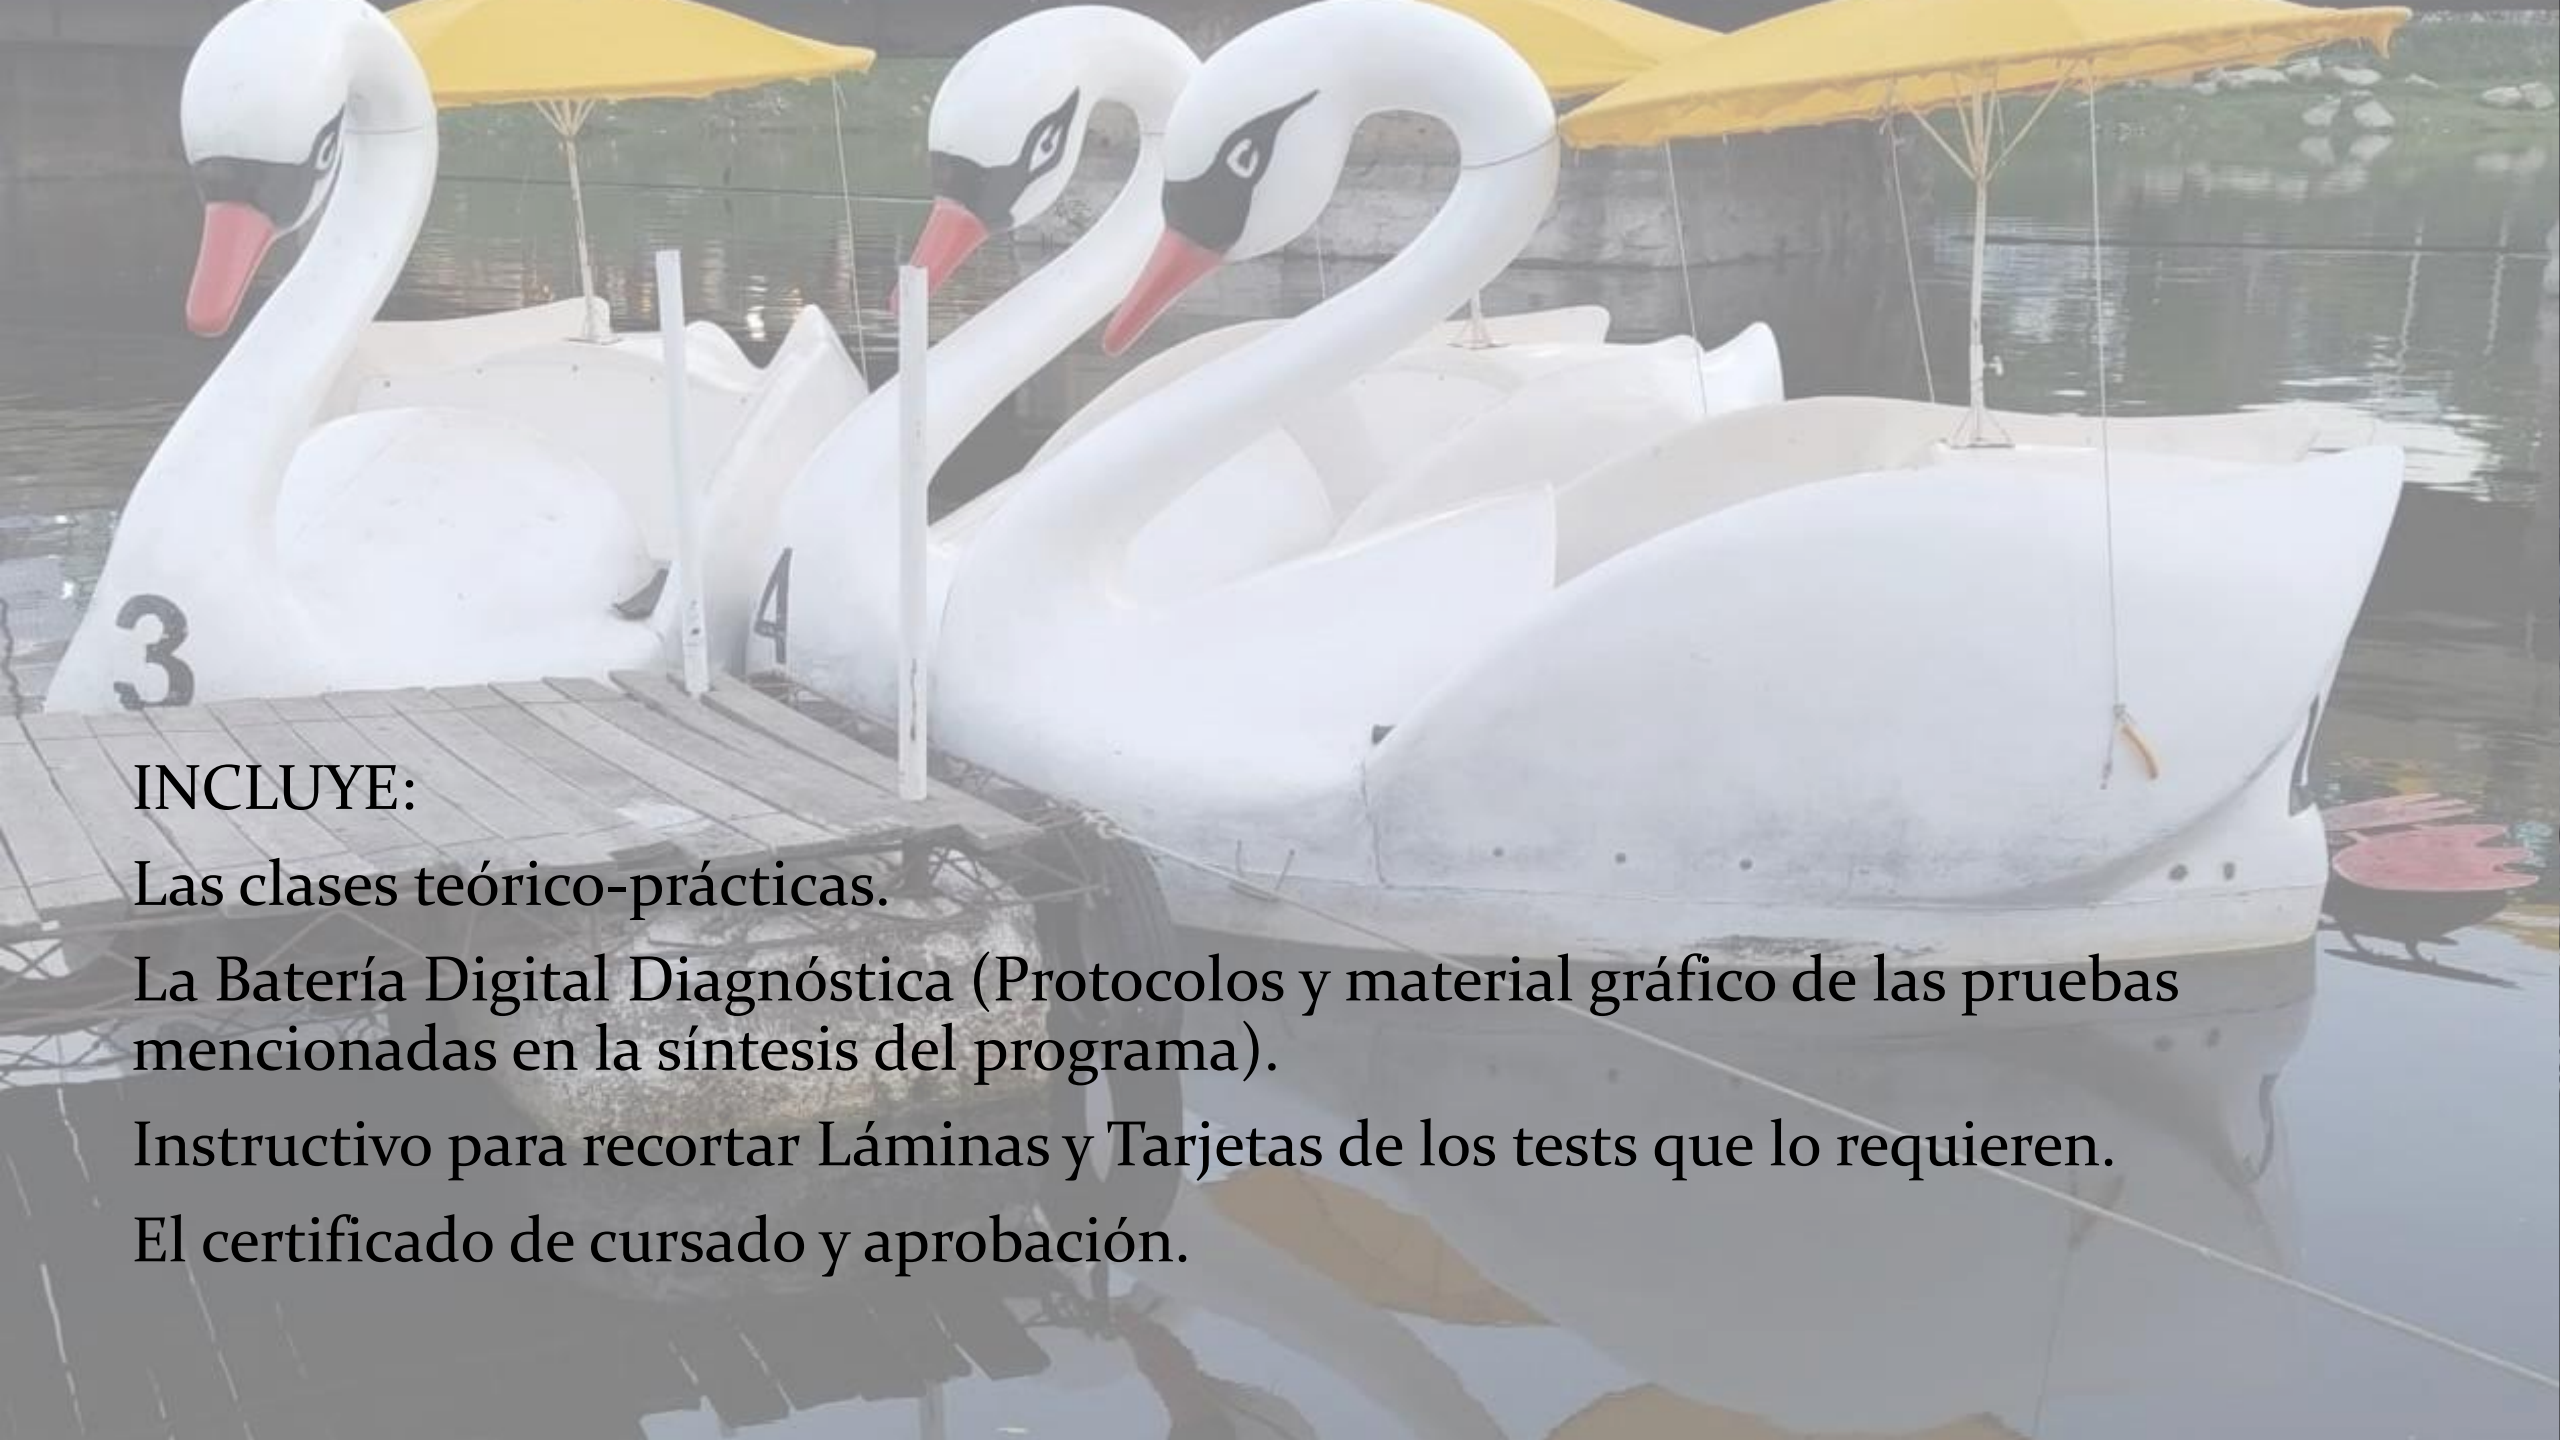 3
4
INCLUYE:
Las clases teórico-prácticas.
La Batería Digital Diagnóstica (Protocolos y material gráfico de las pruebas
mencionadas en la síntesis del programa).
Instructivo para recortar Láminas y Tarjetas de los tests que lo requieren.
El certificado de cursado y aprobación.